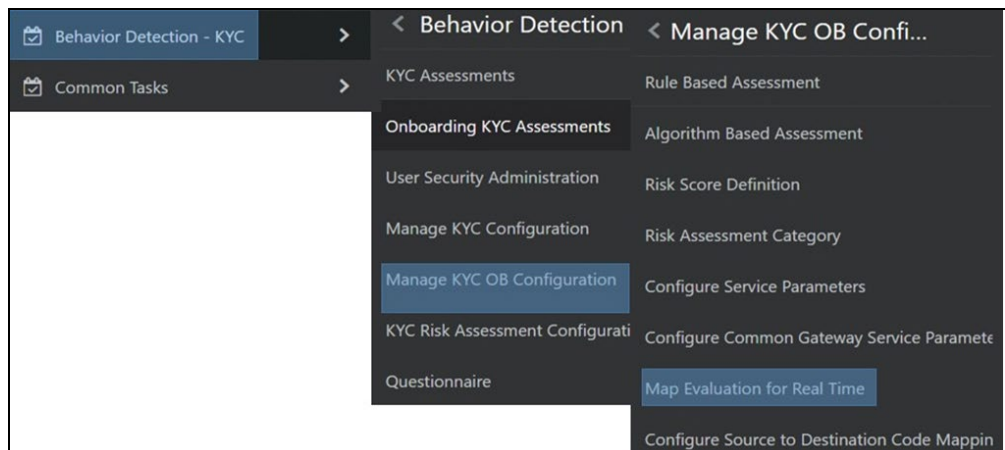 Behavior Detection - KYC
Common Tasks
Behavior Detection
KYC Assessments
Onboarding KYC Assessments
User Security Administration
Manage KYC Configuration
Manage KYC OB Configuration
KYC Risk Assessment Configurati
Questionnaire
Manage KYC OB Confi...
Rule Based Assessment
Algorithm Based Assessment
Risk Score Definition
Risk Assessment Category
Configure Service Parameters
Configure Common Gateway Service Paramete
Map Evaluation for Real Time
Configure Source to Destination Code Mappin